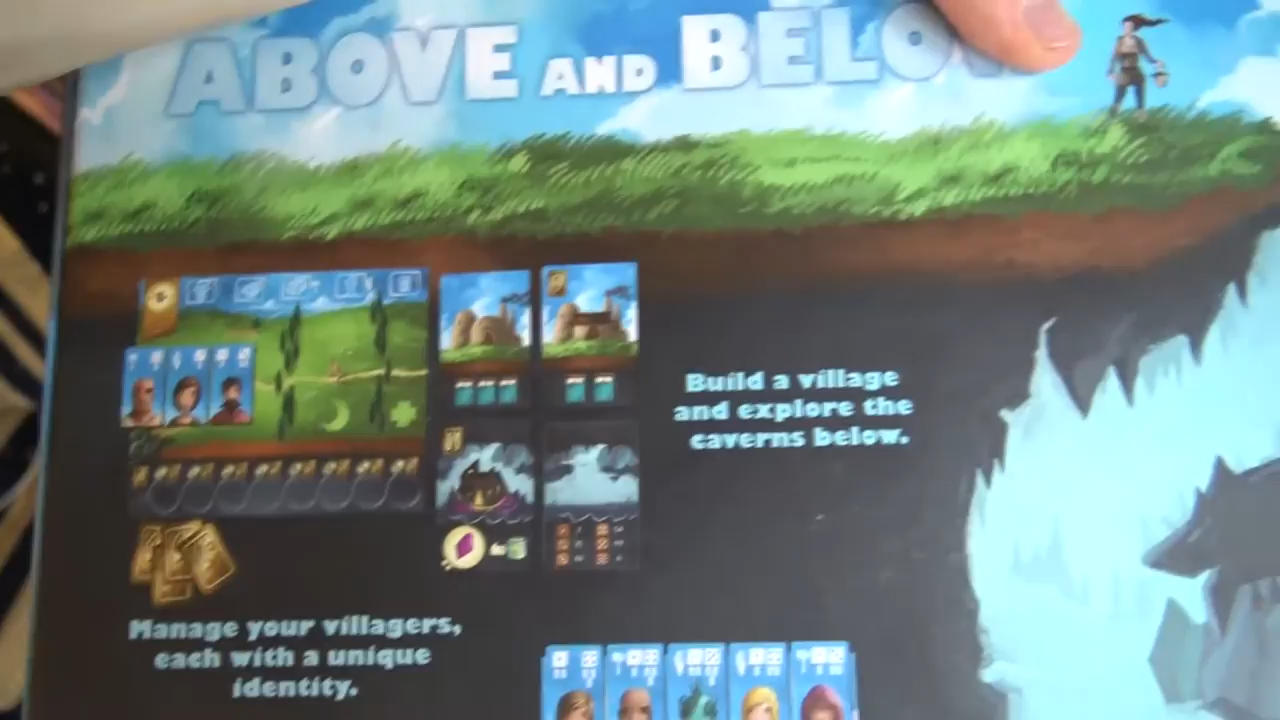 ABOVE AND BELOW
Build a village
and explore the
caverns below.
Manage your villagers,
each with a unique
identity.